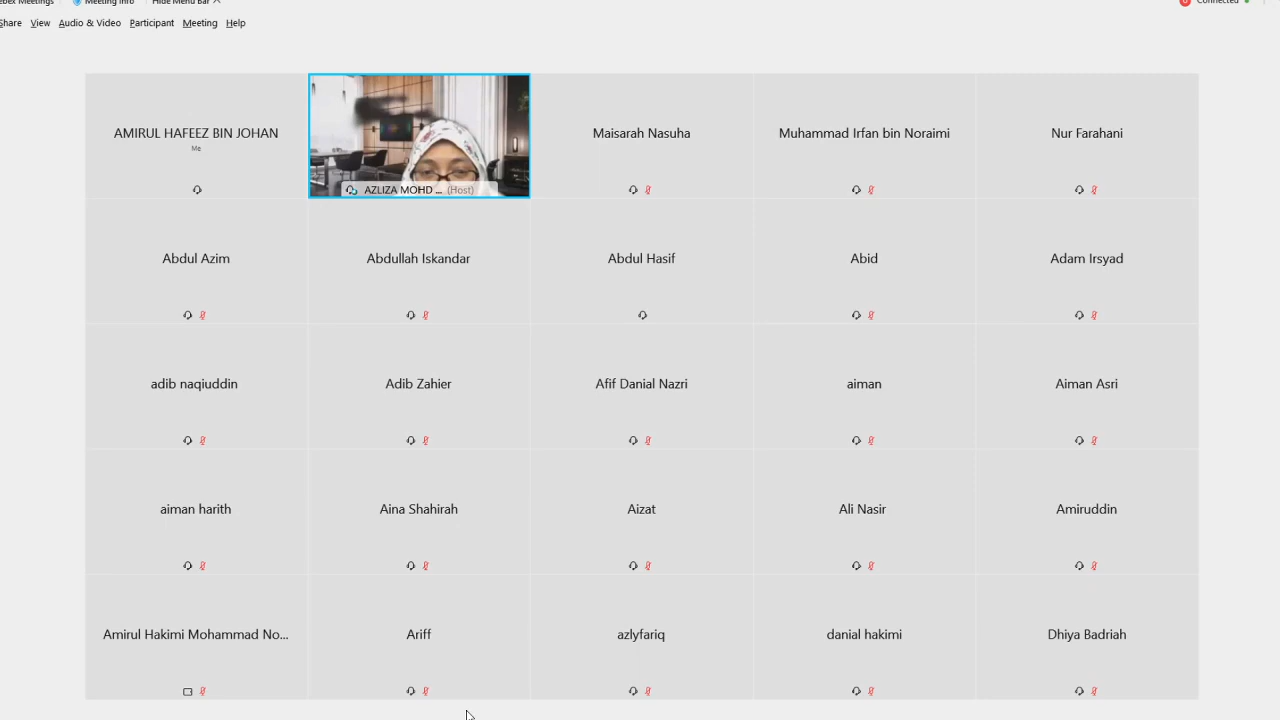 ebex Meetings Meeting Info Hide Menu Bar Connected
Share View Audio & Video Participant Meeting Help
AMIRUL HAFEEZ BIN JOHAN
Me
AZLIZA MOHD ... (Host)
Maisarah Nasuha
Muhammad Irfan bin Noraimi
Nur Farahani
Abdul Azim
Abdullah Iskandar
Abdul Hasif
Abid
Adam Irsyad
adib naqiuddin
Adib Zahier
Afif Danial Nazri
aiman
Aiman Asri
aiman harith
Aina Shahirah
Aizat
Ali Nasir
Amiruddin
Amirul Hakimi Mohammad No...
Ariff
azlyfariq
danial hakimi
Dhiya Badriah